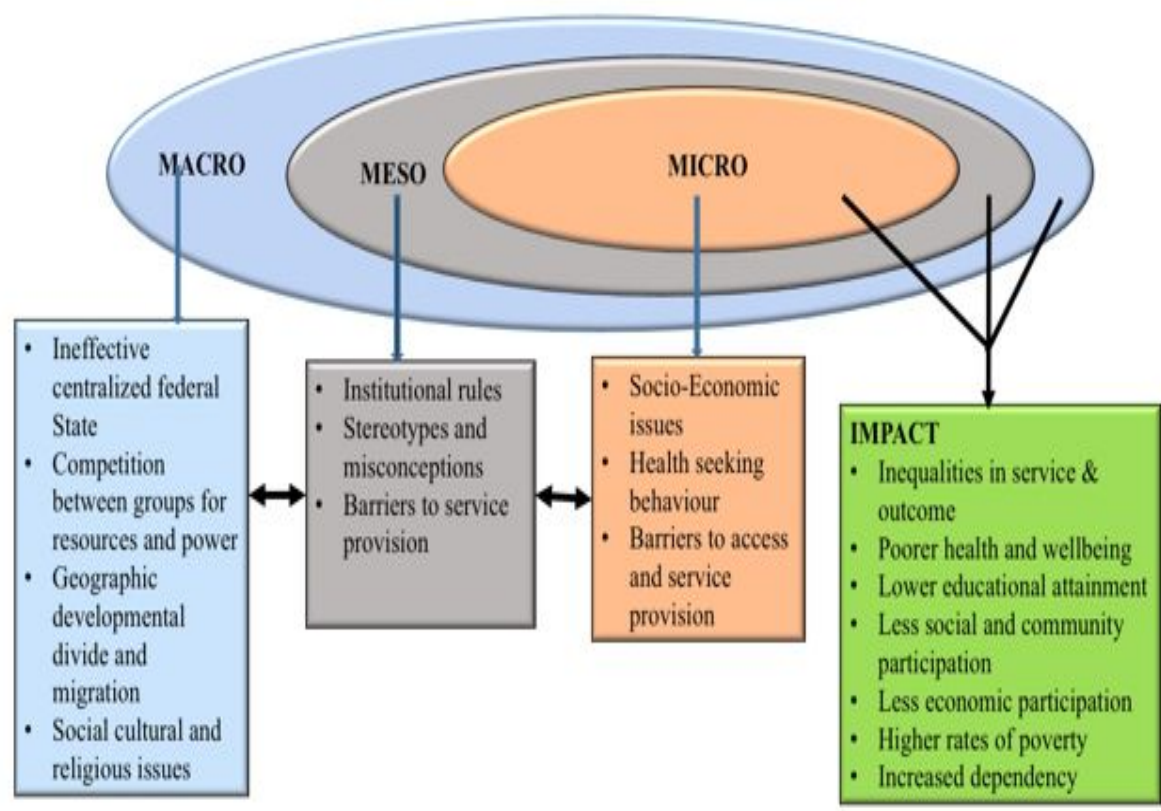 MACRO
MESO
MICRO
• Ineffective
centralized federal
State
• Competition
between groups for
resources and power
• Geographic
developmental
divide and
migration
• Social cultural and
religious issues
• Institutional rules
• Stereotypes and
misconceptions
• Barriers to service
provision
• Socio-Economic
issues
• Health seeking
behaviour
• Barriers to access
and service
provision
IMPACT
• Inequalities in service &
outcome
• Poorer health and wellbeing
• Lower educational attainment
• Less social and community
participation
• Less economic participation
• Higher rates of poverty
• Increased dependency